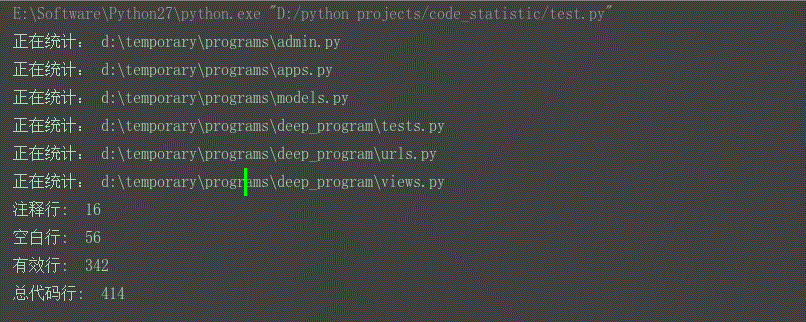 E:\Software\Python27\python.exe "D:/python projects/code_statistic/test.py"
正在统计： d:\temporary\programs\admin.py
正在统计： d:\temporary\programs\apps.py
正在统计： d:\temporary\programs\models.py
正在统计： d:\temporary\programs\deep_program\tests.py
正在统计： d:\temporary\programs\deep_program\urls.py
正在统计： d:\temporary\programs\deep_program\views.py
注释行:  16
空白行:  56
有效行:  342
总代码行:  414